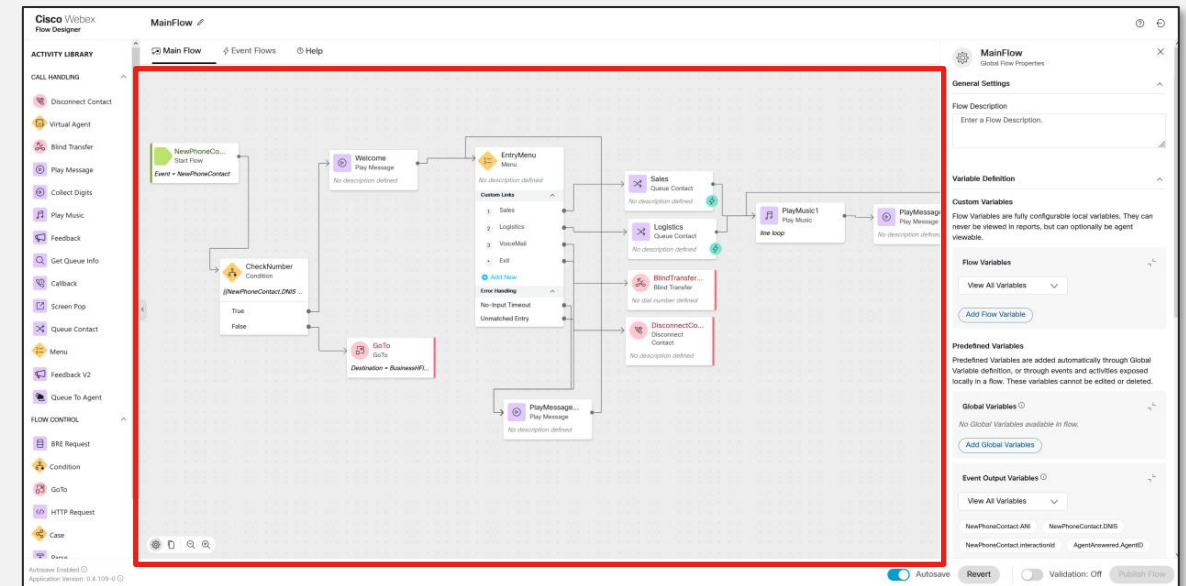 Cisco Webex
Flow Designer
MainFlow
ACTIVITY LIBRARY
CALL HANDLING
Disconnect Contact
Virtual Agent
Blind Transfer
Play Message
Collect Digits
Play Music
Feedback
Get Queue Info
Callback
Screen Pop
Queue Contact
Menu
Feedback V2
Queue To Agent
FLOW CONTROL
BRE Request
Condition
GoTo
HTTP Request
Case
Parse
Autosave Enabled
Application Version: 0.4.109-0
Main Flow
Event Flows
Help
NewPhoneCo...
Start Flow
Event = NewPhoneContact
CheckNumber
Condition
{{NewPhoneContact.DNIS ...
True
False
Welcome
Play Message
No description defined
GoTo
GoTo
Destination = BusinessHFl...
EntryMenu
Menu
No description defined
Custom Links
1 Sales
2 Logistics
3 VoiceMail
Exit
Add New
Error Handling
No-Input Timeout
Unmatched Entry
PlayMessage...
Play Message
No description defined
Sales
Queue Contact
No description defined
Logistics
Queue Contact
No description defined
BlindTransfer...
Blind Transfer
No dial number defined
DisconnectCo...
Disconnect
Contact
No description defined
PlayMusic1
Play Music
line loop
PlayMessage
Play Message
No description define
MainFlow
Global Flow Properties
General Settings
Flow Description
Enter a Flow Description.
Variable Definition
Custom Variables
Flow Variables are fully configurable local variables. They can
never be viewed in reports, but can optionally be agent
viewable.
Flow Variables
View All Variables
Add Flow Variable
Predefined Variables
Predefined Variables are added automatically through Global
Variable definition, or through events and activities exposed
locally in a flow. These variables cannot be edited or deleted.
Global Variables
No Global Variables available in flow.
Add Global Variables
Event Output Variables
View All Variables
NewPhoneContact.ANI NewPhoneContact.DNIS
NewPhoneContact.interactionId AgentAnswered.AgentID
Autosave Revert Validation: Off Publish Flow